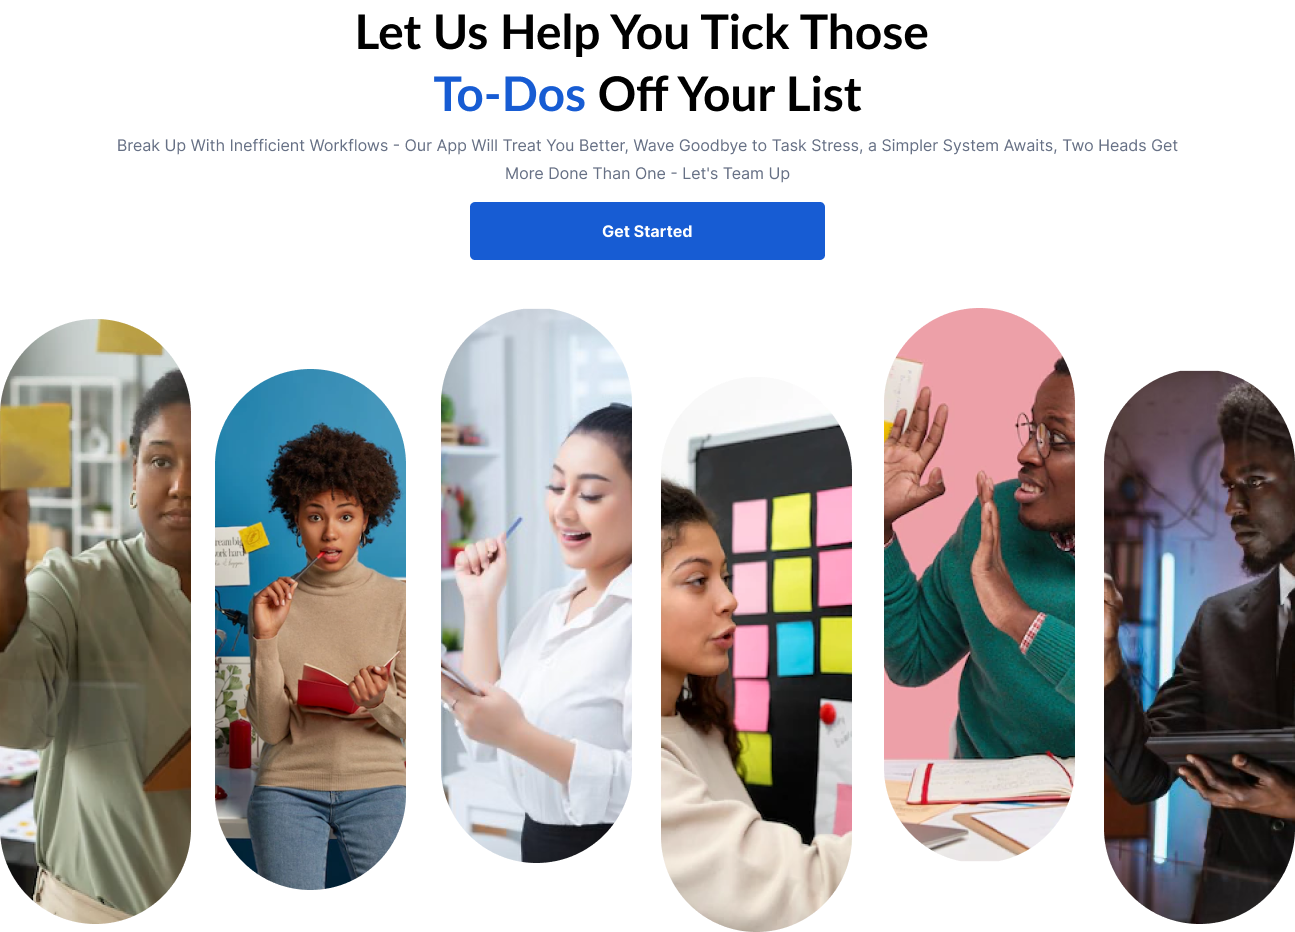 Let Us Help You Tick Those
To-Dos Off Your List
Break Up With Inefficient Workflows - Our App Will Treat You Better, Wave Goodbye to Task Stress, a Simpler System Awaits, Two Heads Get
More Done Than One - Let's Team Up
Get Started
work hard